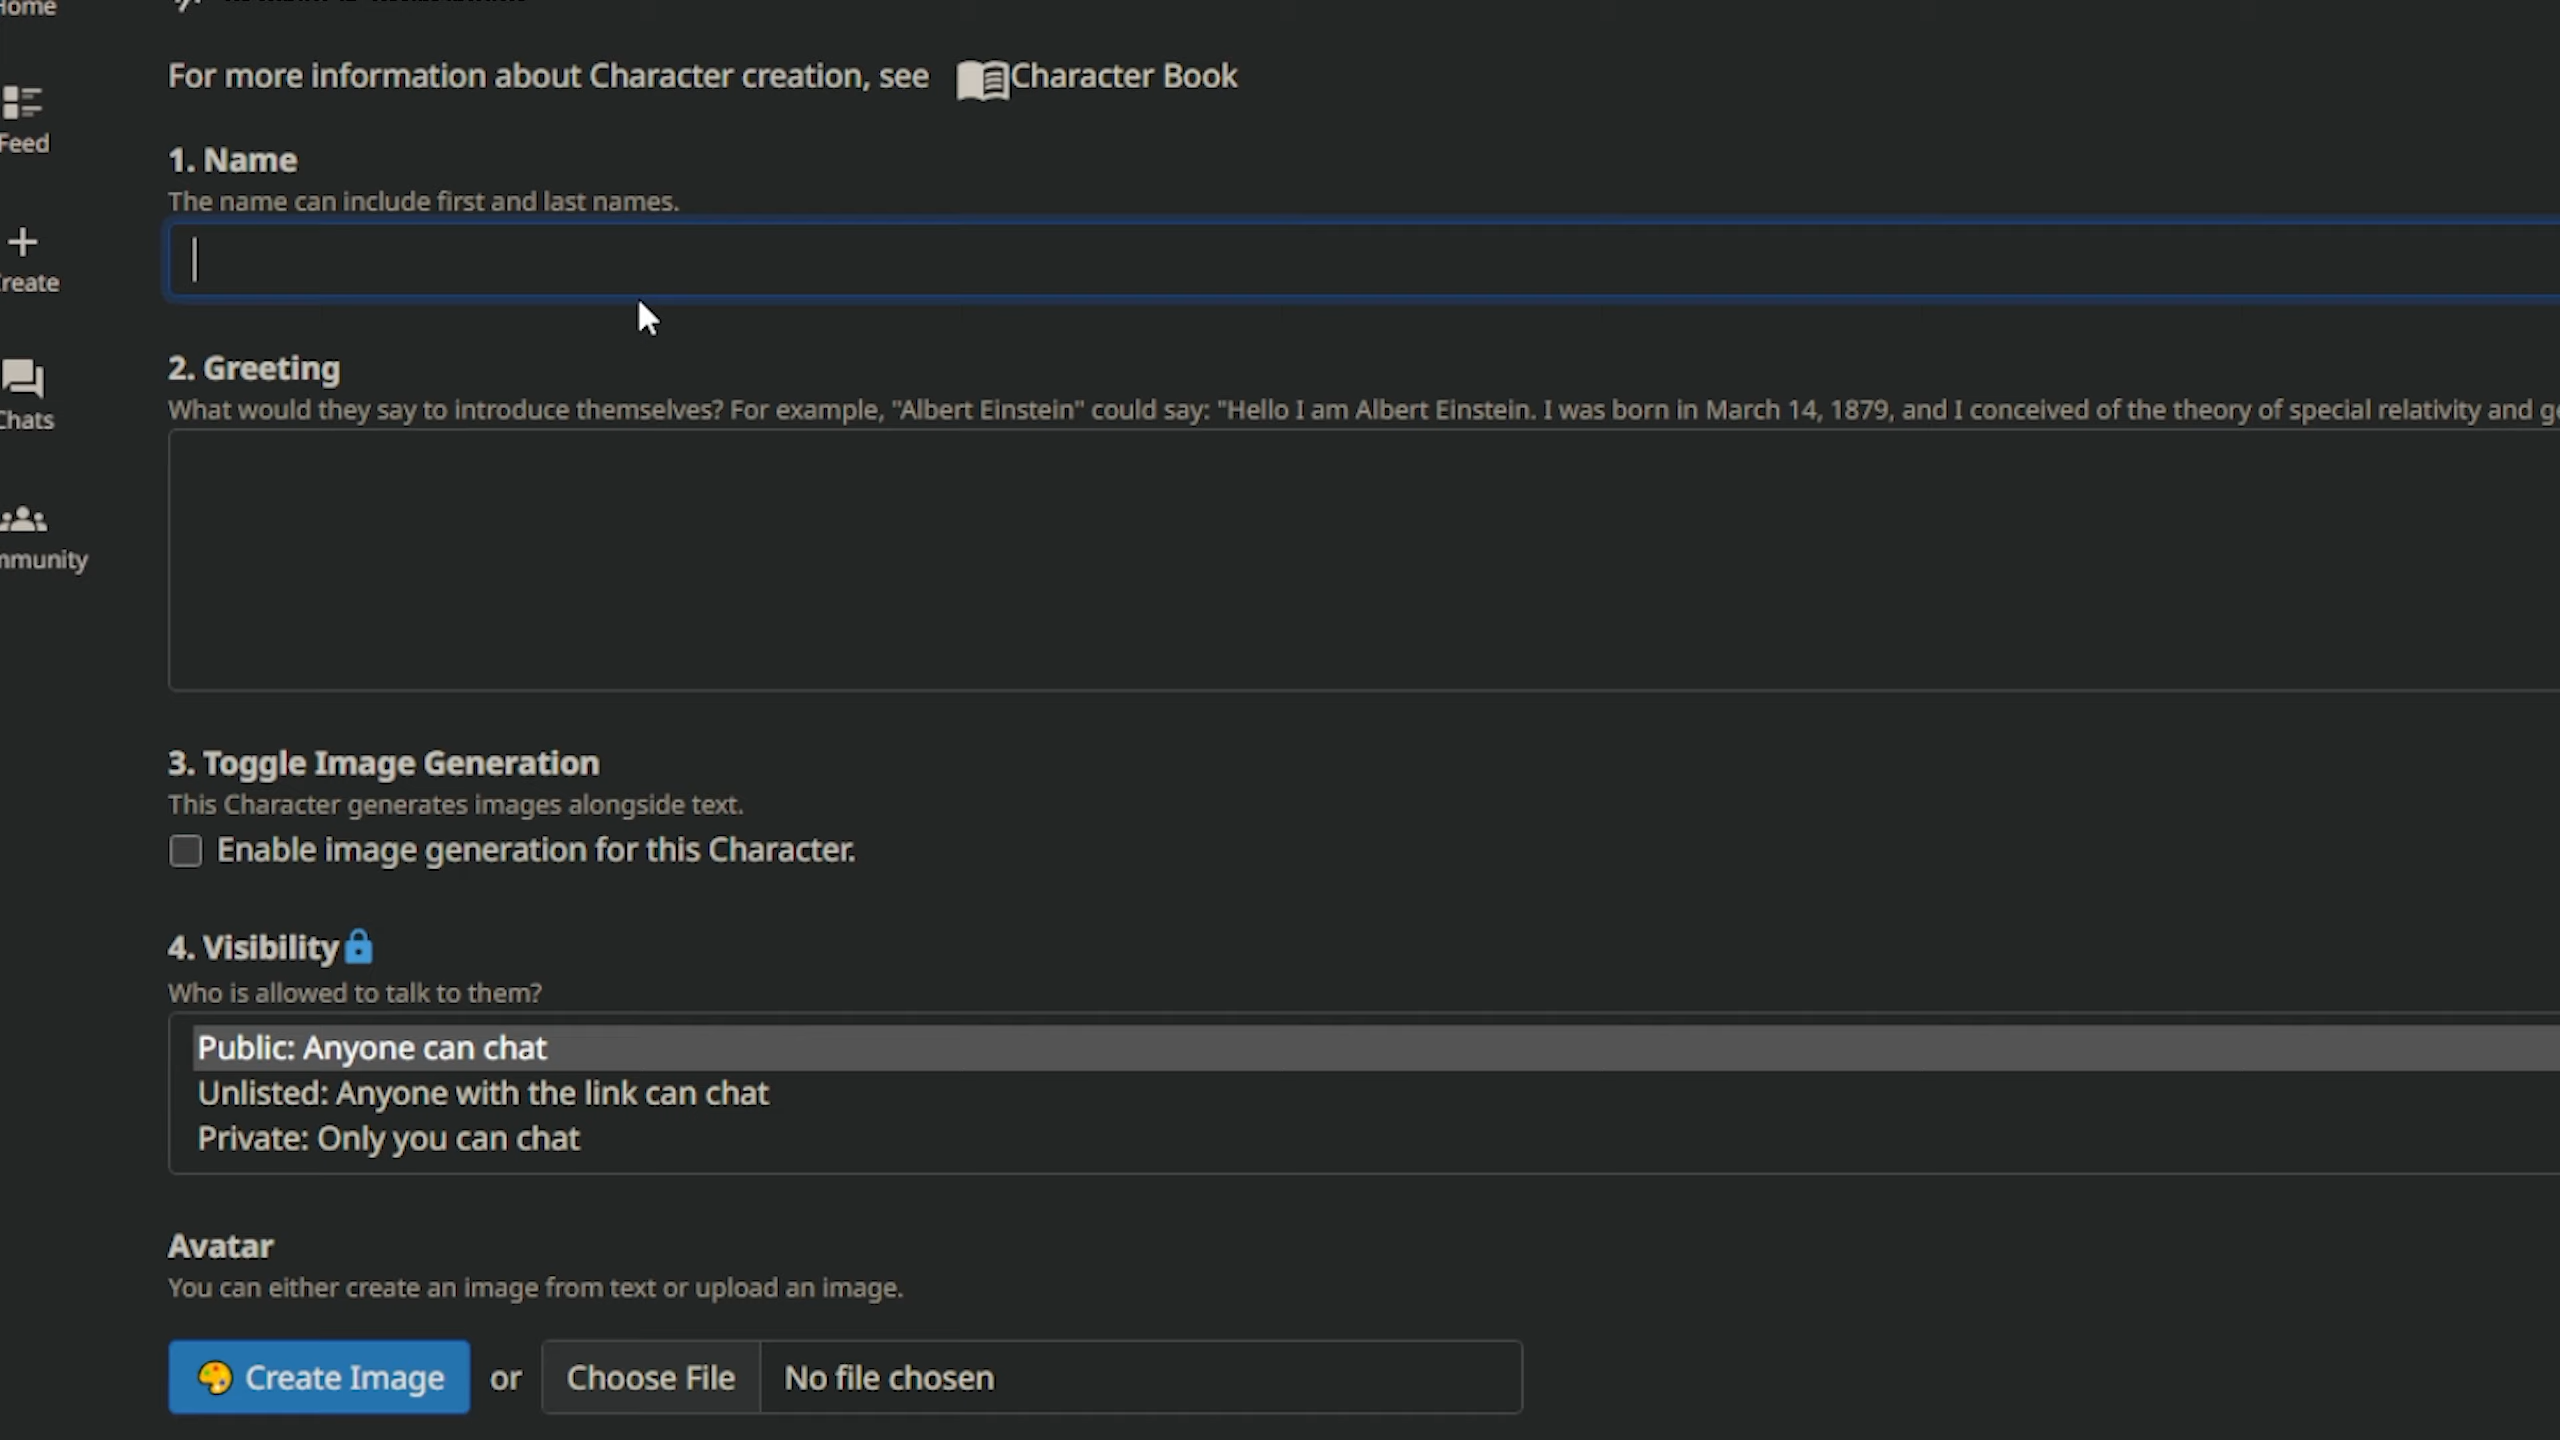 For more information about Character creation, see Character Book
Feed
1. Name
The name can include first and last names.
2. Greeting
What would they say to introduce themselves? For example, "Albert Einstein" could say: "Hello I am Albert Einstein. I was born in March 14, 1879, and I conceived of the theory of special relativity and
Chats
3. Toggle Image Generation
This Character generates images alongside text.
Enable image generation for this Character.
4. Visibility
Who is allowed to talk to them?
Public: Anyone can chat
Unlisted: Anyone with the link can chat
Private: Only you can chat
Avatar
You can either create an image from text or upload an image.
Create Image or Choose File No file chosen